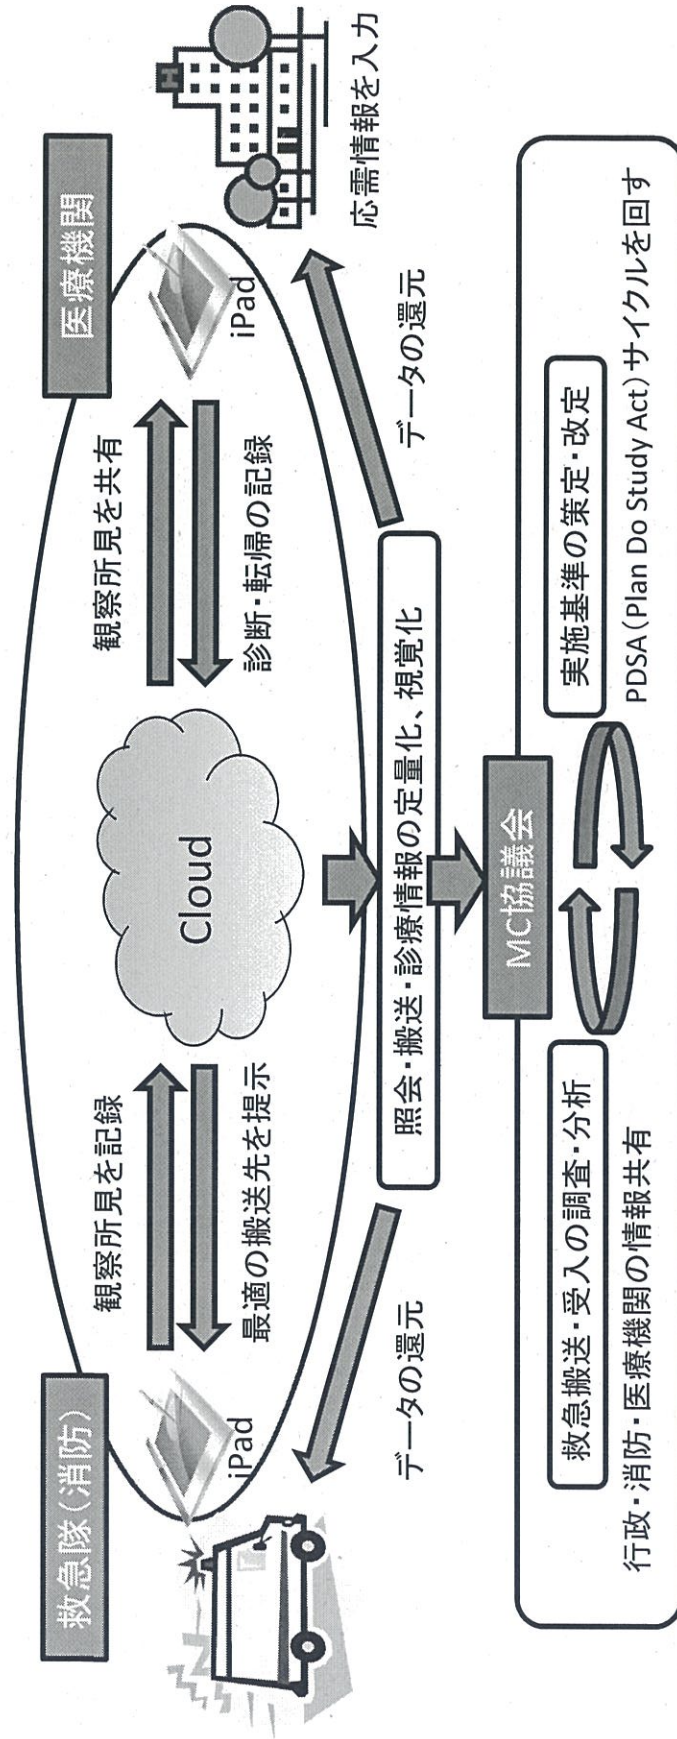 救急隊(消防)
医療機関
iPad
観察所見を記録
最適の搬送先を提示
Cloud
観察所見を共有
診断・転帰の記録
iPad
H
応需情報を入力
データの還元
照会・搬送・診療情報の定量化、視覚化
データの還元
MC協議会
救急搬送・受入の調査・分析
行政・消防・医療機関の情報共有
実施基準の策定・改定
PDSA(Plan Do Study Act)サイクルを回す